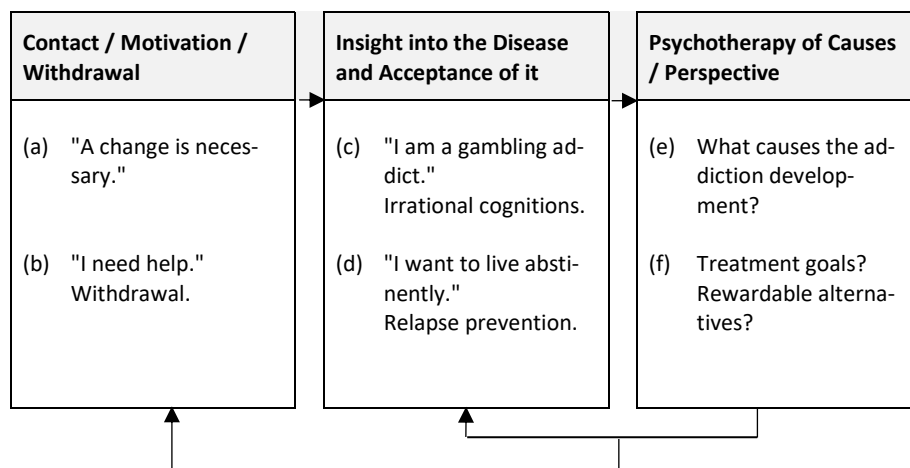 Contact / Motivation /
Withdrawal
(a) "A change is neces-
sary."
(b) "I need help."
Withdrawal.
Insight into the Disease
and Acceptance of it
(c) "I am a gambling ad-
dict."
Irrational cognitions.
(d) "I want to live absti-
nently."
Relapse prevention.
Psychotherapy of Causes
/ Perspective
(e) What causes the ad-
diction develop-
ment?
(f) Treatment goals?
Rewardable alterna-
tives?